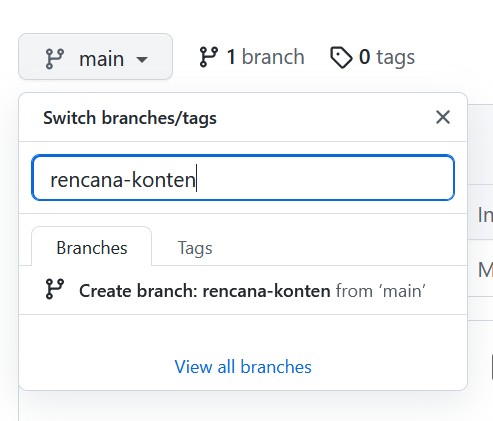 main 1 branch 0 tags
Switch branches/tags
rencana-konten
Branches Tags
In
Create branch: rencana-konten from ‘main’
M
View all branches